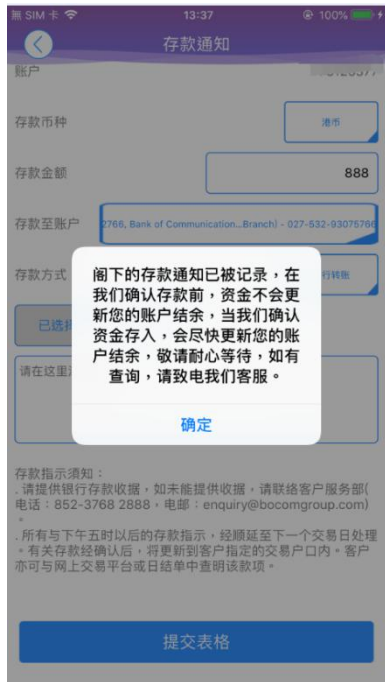 無 SIM 卡
13:37
100%
存款通知
账户
存款币种
港币
存款金额
888
存款至账户
2766, Bank of Communication...Branch) - 027-532-93075766
存款方式
行转账
阁下的存款通知已被记录，在
我们确认存款前，资金不会更
新您的账户结余，当我们确认
资金存入，会尽快更新您的账
户结余，敬请耐心等待，如有
查询，请致电我们客服。
确定
已选择
请在这里
存款指示须知：
. 请提供银行存款收据，如未能提供收据，请联络客户服务部(
电话：852-3768 2888，电邮：enquiry@bocomgroup.com)
。
. 所有与下午五时以后的存款指示，经顺延至下一个交易日处理
。有关存款经确认后，将更新到客户指定的交易户口内。客户
亦可与网上交易平台或日结单中查明该款项。
提交表格